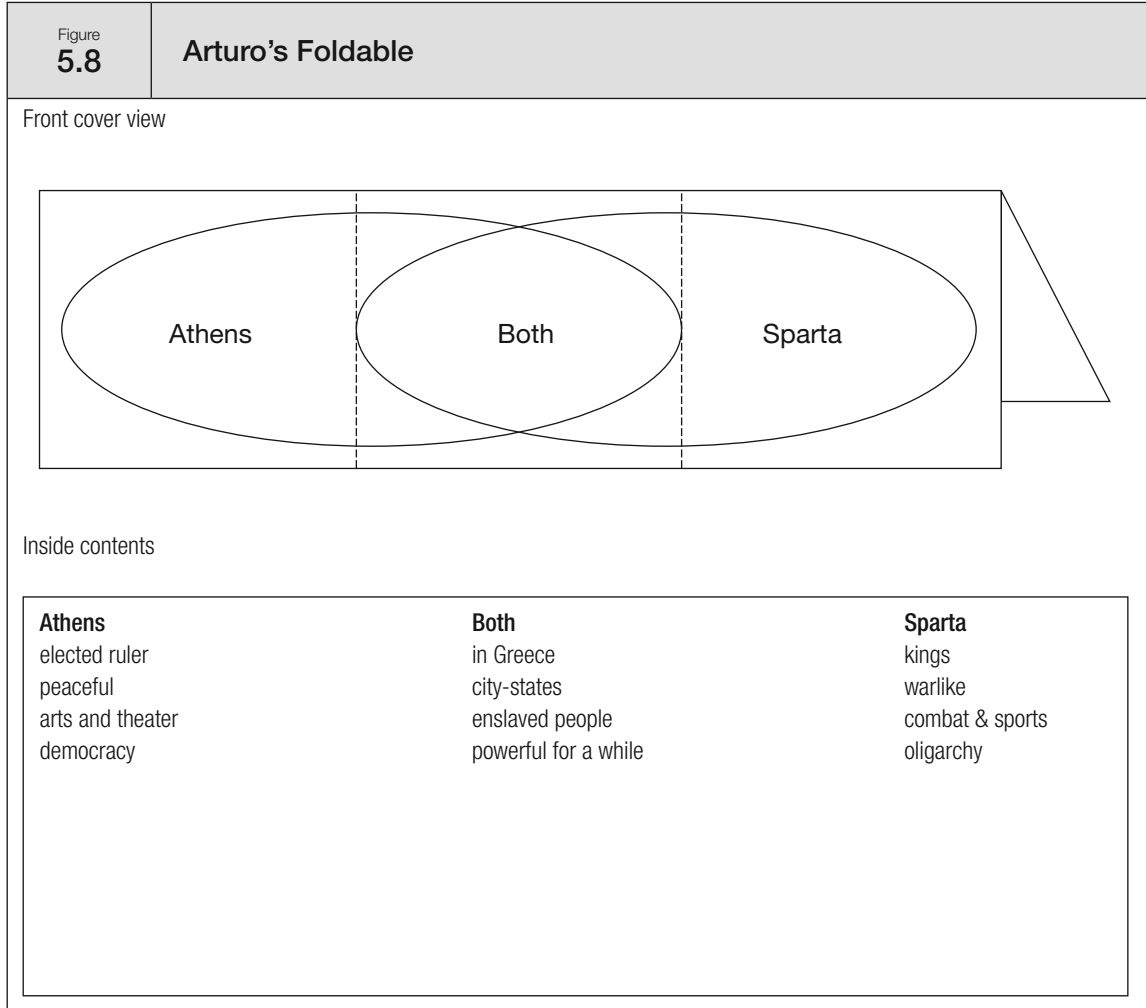 Figure
5.8
Arturo’s Foldable
Front cover view
Athens
Both
Sparta
Inside contents
Athens
elected ruler
peaceful
arts and theater
democracy
Both
in Greece
city-states
enslaved people
powerful for a while
Sparta
kings
warlike
combat & sports
oligarchy